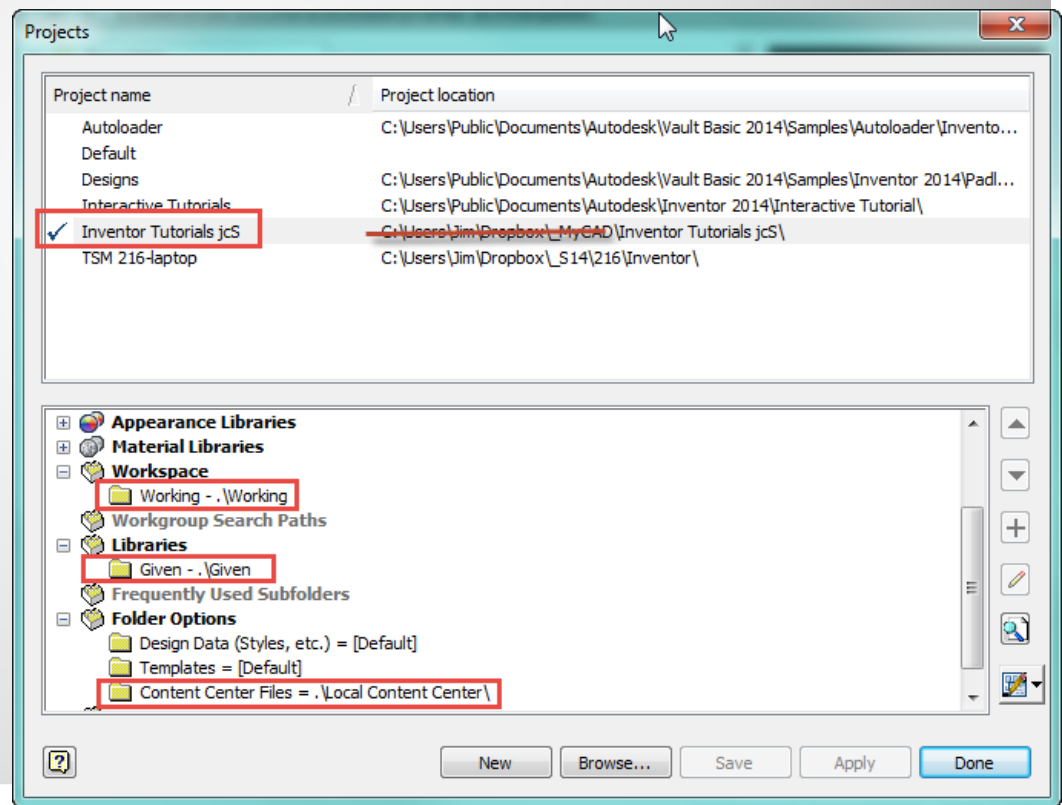 Projects
Project name / Project location
Autoloader C:\Users\Public\Documents\Autodesk\Vault Basic 2014\Samples\Autoloader\Invento...
Default
Designs C:\Users\Public\Documents\Autodesk\Vault Basic 2014\Samples\Inventor 2014\Padl...
Interactive Tutorials C:\Users\Public\Documents\Autodesk\Inventor 2014\Interactive Tutorial\
Inventor Tutorials jcS C:\Users\Jim\Dropbox\_MyCAD\Inventor Tutorials jcS\
TSM 216-laptop C:\Users\Jim\Dropbox\_S14\216\Inventor\
Appearance Libraries
Material Libraries
Workspace
Working - .\Working
Workgroup Search Paths
Libraries
Given - .\Given
Frequently Used Subfolders
Folder Options
Design Data (Styles, etc.) = [Default]
Templates = [Default]
Content Center Files = .\Local Content Center\
New Browse... Save Apply Done